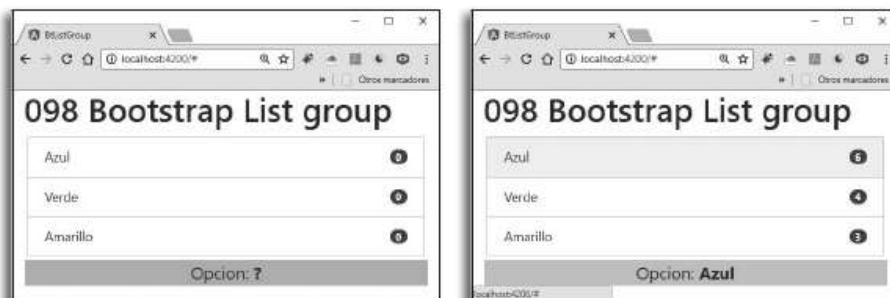 BtListGroup
localhost:4200/#
Otros marcadores
098 Bootstrap List group
Azul 0
Verde 0
Amarillo 0
Opcion: ?
BtListGroup
localhost:4200/#
Otros marcadores
098 Bootstrap List group
Azul 6
Verde 4
Amarillo 3
Opcion: Azul
localhost:4200/#